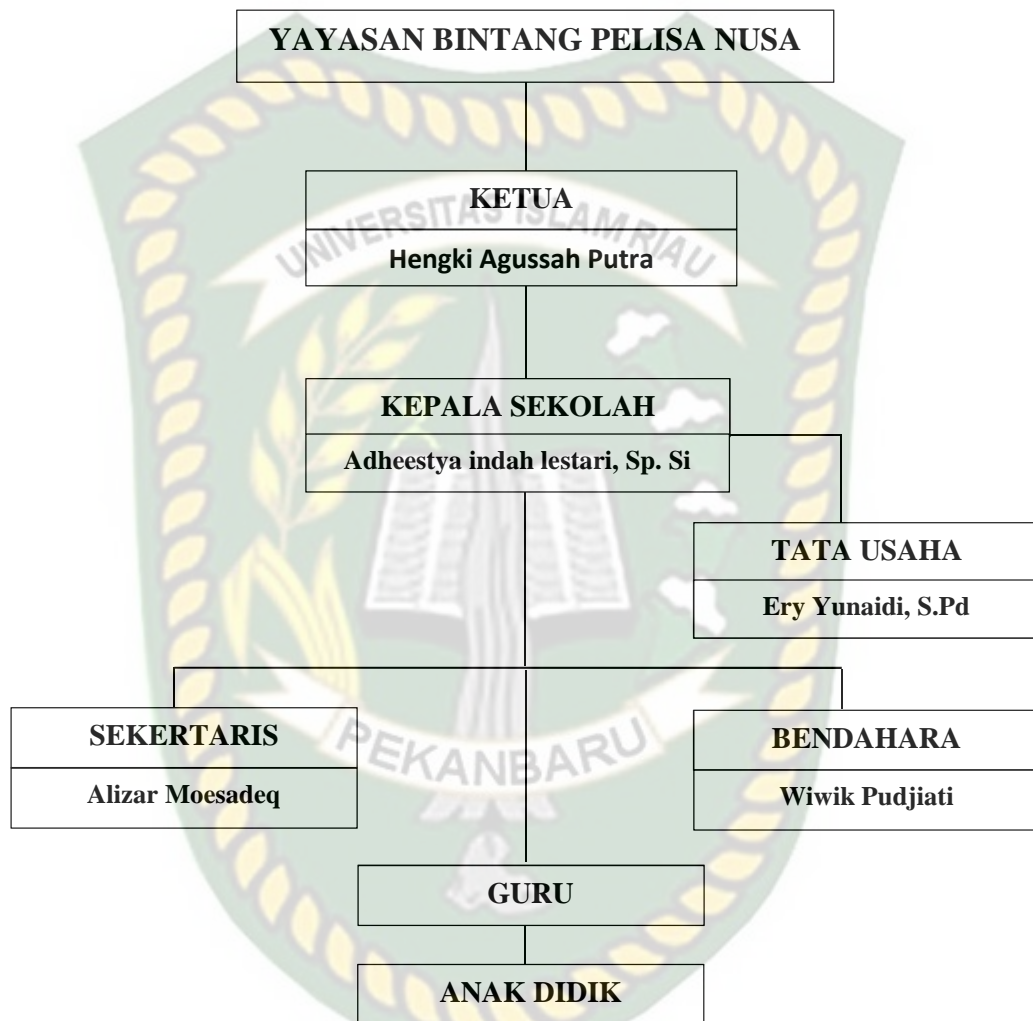 YAYASAN BINTANG PELISA NUSA
KETUA
UNIVERSITAS ISLAM RIAU
Hengki Agussah Putra
KEPALA SEKOLAH
Adheestya indah lestari, Sp. Si
TATA USAHA
Ery Yunaidi, S.Pd
SEKERTARIS
Alizar Moesadeq
BENDAHARA
Wiwik Pudjiati
PEKANBARU
GURU
ANAK DIDIK